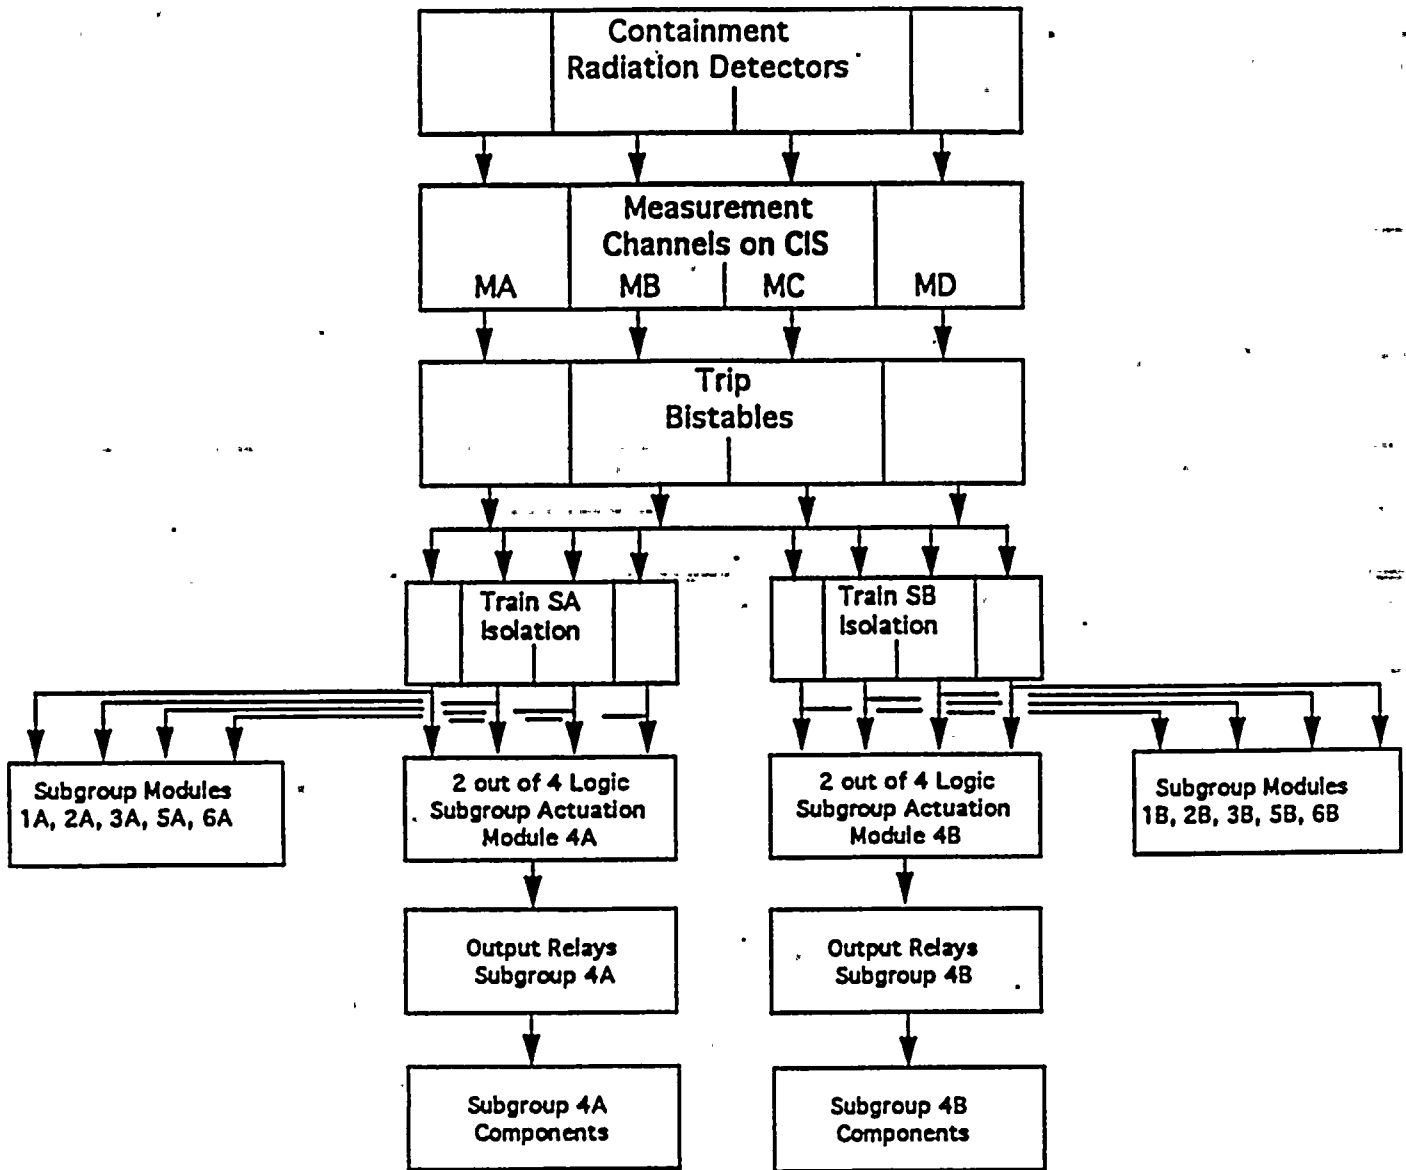 Containment
Radiation Detectors
Measurement
Channels on CIS
MA
MB
MC
MD
Trip
Bistables
Train SA
Isolation
Train SB
Isolation
Subgroup Modules
1A, 2A, 3A, 5A, 6A
2 out of 4 Logic
Subgroup Actuation
Module 4A
2 out of 4 Logic
Subgroup Actuation
Module 4B
Subgroup Modules
1B, 2B, 3B, 5B, 6B
Output Relays
Subgroup 4A
Output Relays
Subgroup 4B
Subgroup 4A
Components
Subgroup 4B
Components